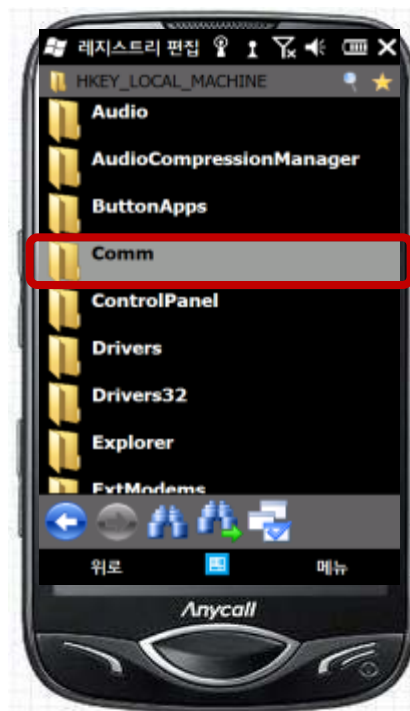 레지스트리 편집
HKEY_LOCAL_MACHINE
Audio
AudioCompressionManager
ButtonApps
Comm
ControlPanel
Drivers
Drivers32
Explorer
ExtModems
위로 메뉴
Anycall